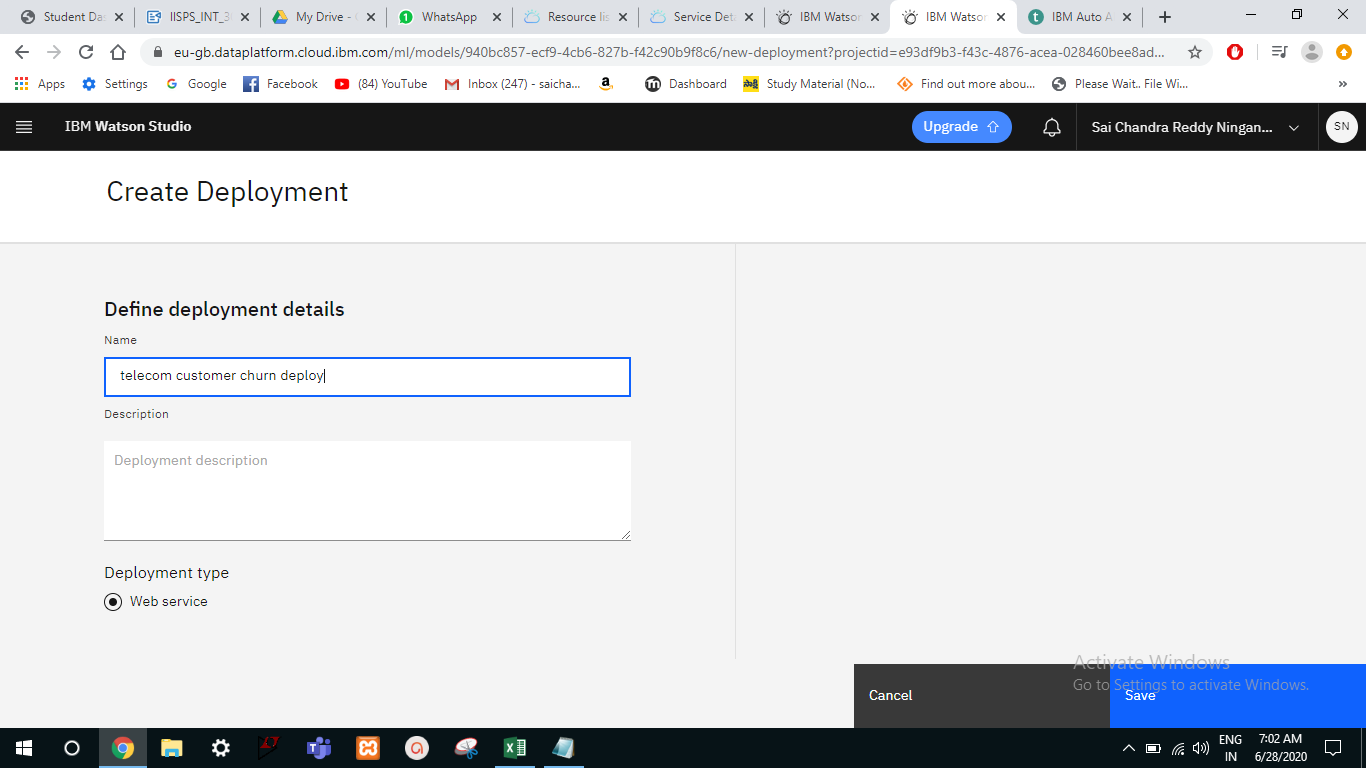 Student Da
IISPS_INT_3
My Drive -
WhatsApp
Resource lis
Service Deta
IBM Watson
IBM Watson
IBM Auto A
eu-gb.dataplatform.cloud.ibm.com/ml/models/940bc857-ecf9-4cb6-827b-f42c90b9f8c6/new-deployment?projectid=e93df9b3-f43c-4876-acea-028460bee8ad...
Apps
Settings
Google
Facebook
(84) YouTube
Inbox (247) - saicha...
Dashboard
Study Material (No...
Find out more abou...
Please Wait.. File Wi...
»
IBM Watson Studio
Upgrade
Sai Chandra Reddy Ningan...
SN
Create Deployment
Define deployment details
Name
telecom customer churn deploy
Description
Deployment description
Deployment type
Web service
Activate Windows
Go to Settings to activate Windows.
Cancel
Save
ENG
IN
7:02 AM
6/28/2020